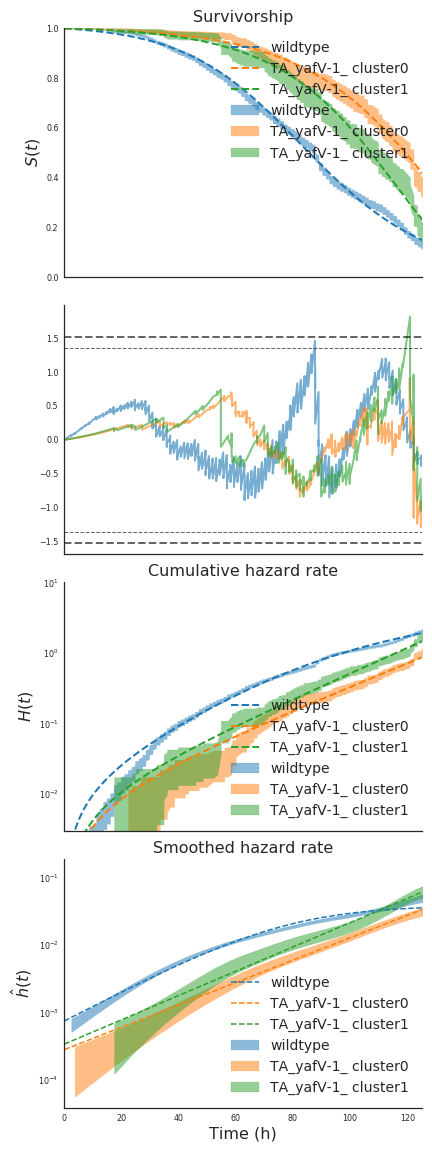 Survivorship
1.0
0.8
0.6
0.4
0.2
0.0
S(t)
wildtype
TA_yafV-1_ cluster0
TA_yafV-1_ cluster1
wildtype
TA_yafV-1_ cluster0
TA_yafV-1_ cluster1
1.5
1.0
0.5
0.0
−0.5
−1.0
−1.5
Cumulative hazard rate
10^1
10^0
10^−1
10^−2
H(t)
wildtype
TA_yafV-1_ cluster0
TA_yafV-1_ cluster1
wildtype
TA_yafV-1_ cluster0
TA_yafV-1_ cluster1
Smoothed hazard rate
10^−1
10^−2
10^−3
10^−4
ĥ(t)
wildtype
TA_yafV-1_ cluster0
TA_yafV-1_ cluster1
wildtype
TA_yafV-1_ cluster0
TA_yafV-1_ cluster1
0 20 40 60 80 100 120
Time (h)